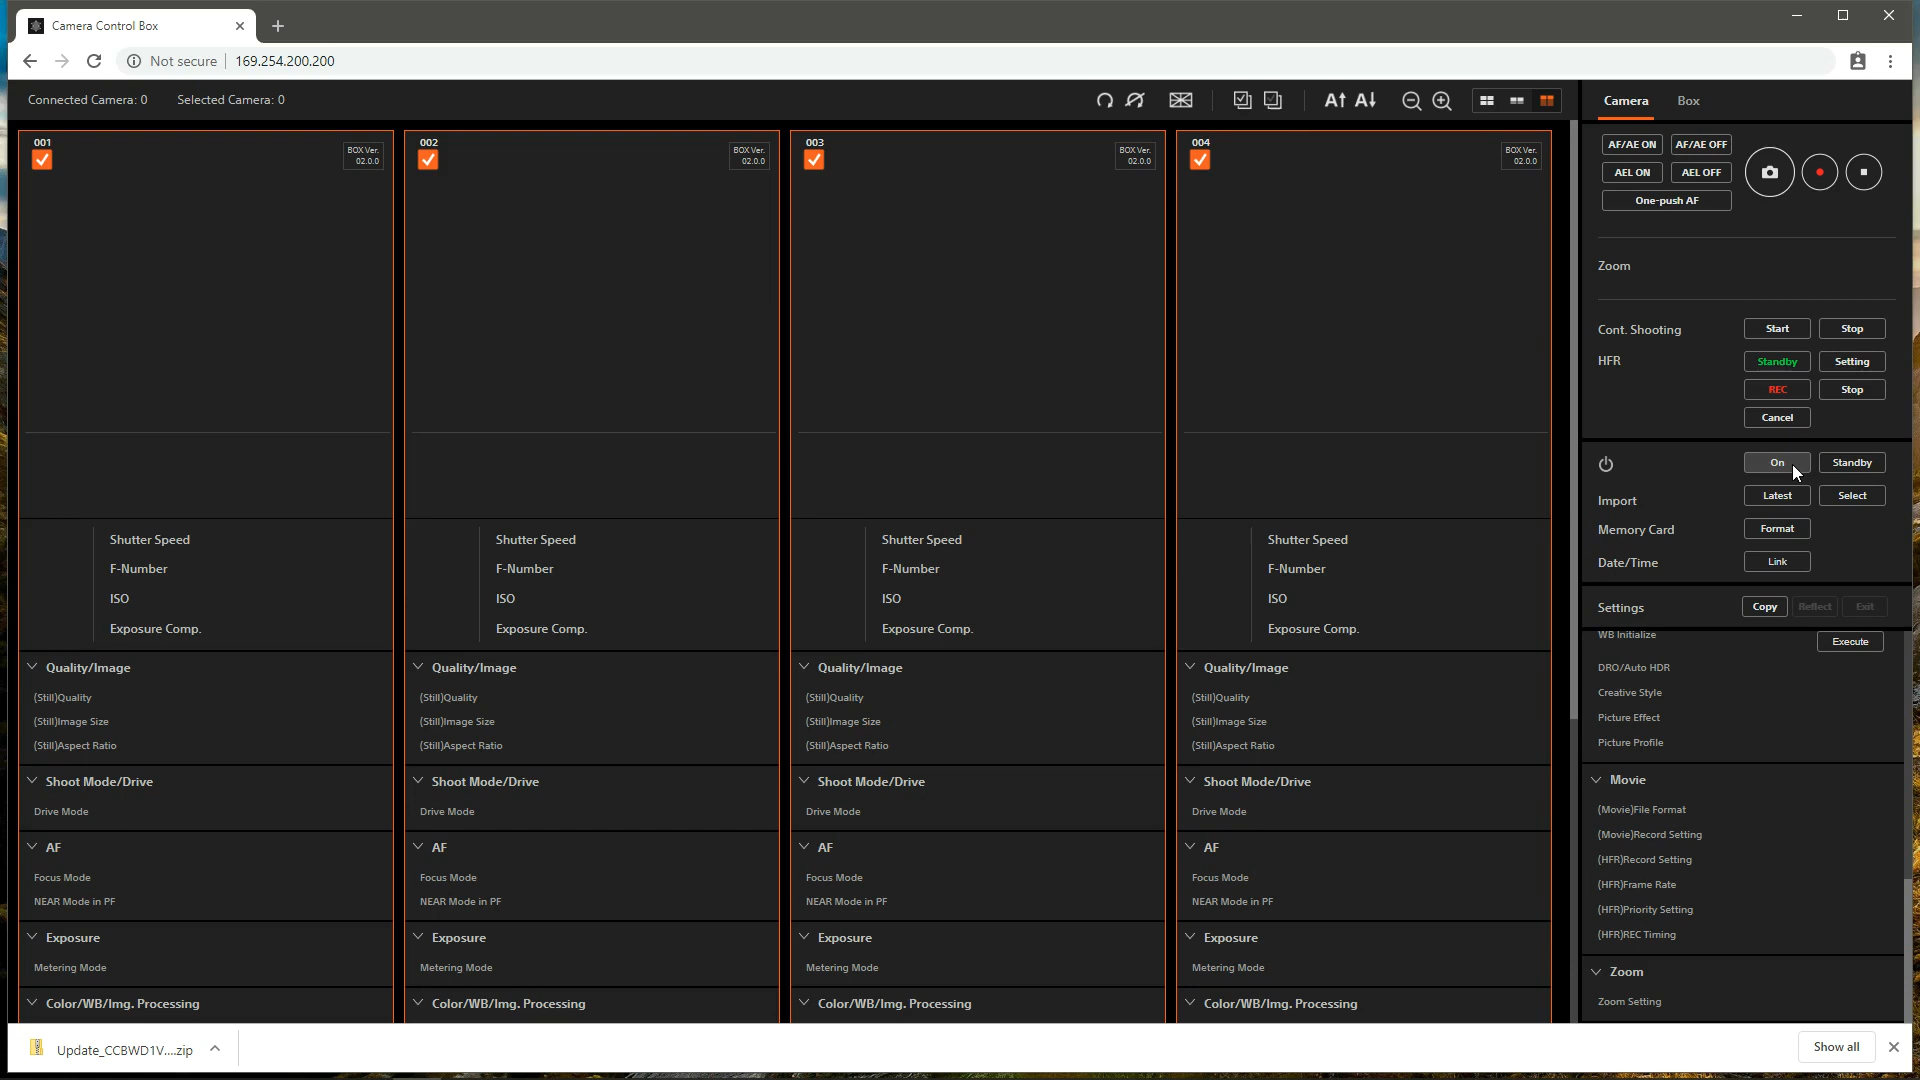 Camera Control Box
Not secure
169.254.200.200
Connected Camera: 0
Selected Camera: 0
A
A
Camera
Box
001
BOX Ver.
02.0.0
002
BOX Ver.
02.0.0
003
BOX Ver.
02.0.0
004
BOX Ver.
02.0.0
Shutter Speed
F-Number
ISO
Exposure Comp.
Shutter Speed
F-Number
ISO
Exposure Comp.
Shutter Speed
F-Number
ISO
Exposure Comp.
Shutter Speed
F-Number
ISO
Exposure Comp.
Quality/Image
(Still)Quality
(Still)Image Size
(Still)Aspect Ratio
Shoot Mode/Drive
Drive Mode
AF
Focus Mode
NEAR Mode in PF
Exposure
Metering Mode
Color/WB/Img. Processing
Quality/Image
(Still)Quality
(Still)Image Size
(Still)Aspect Ratio
Shoot Mode/Drive
Drive Mode
AF
Focus Mode
NEAR Mode in PF
Exposure
Metering Mode
Color/WB/Img. Processing
Quality/Image
(Still)Quality
(Still)Image Size
(Still)Aspect Ratio
Shoot Mode/Drive
Drive Mode
AF
Focus Mode
NEAR Mode in PF
Exposure
Metering Mode
Color/WB/Img. Processing
Quality/Image
(Still)Quality
(Still)Image Size
(Still)Aspect Ratio
Shoot Mode/Drive
Drive Mode
AF
Focus Mode
NEAR Mode in PF
Exposure
Metering Mode
Color/WB/Img. Processing
AF/AE ON
AF/AE OFF
AEL ON
AEL OFF
One-push AF
Zoom
Cont. Shooting
Start
Stop
HFR
Standby
Setting
REC
Stop
Cancel
On
Standby
Import
Latest
Select
Memory Card
Format
Date/Time
Link
Settings
Copy
Reflect
Exit
WB Initialize
Execute
DRO/Auto HDR
Creative Style
Picture Effect
Picture Profile
Movie
(Movie)File Format
(Movie)Record Setting
(HFR)Record Setting
(HFR)Frame Rate
(HFR)Priority Setting
(HFR)REC Timing
Zoom
Zoom Setting
Update_CCBWD1V....zip
Show all